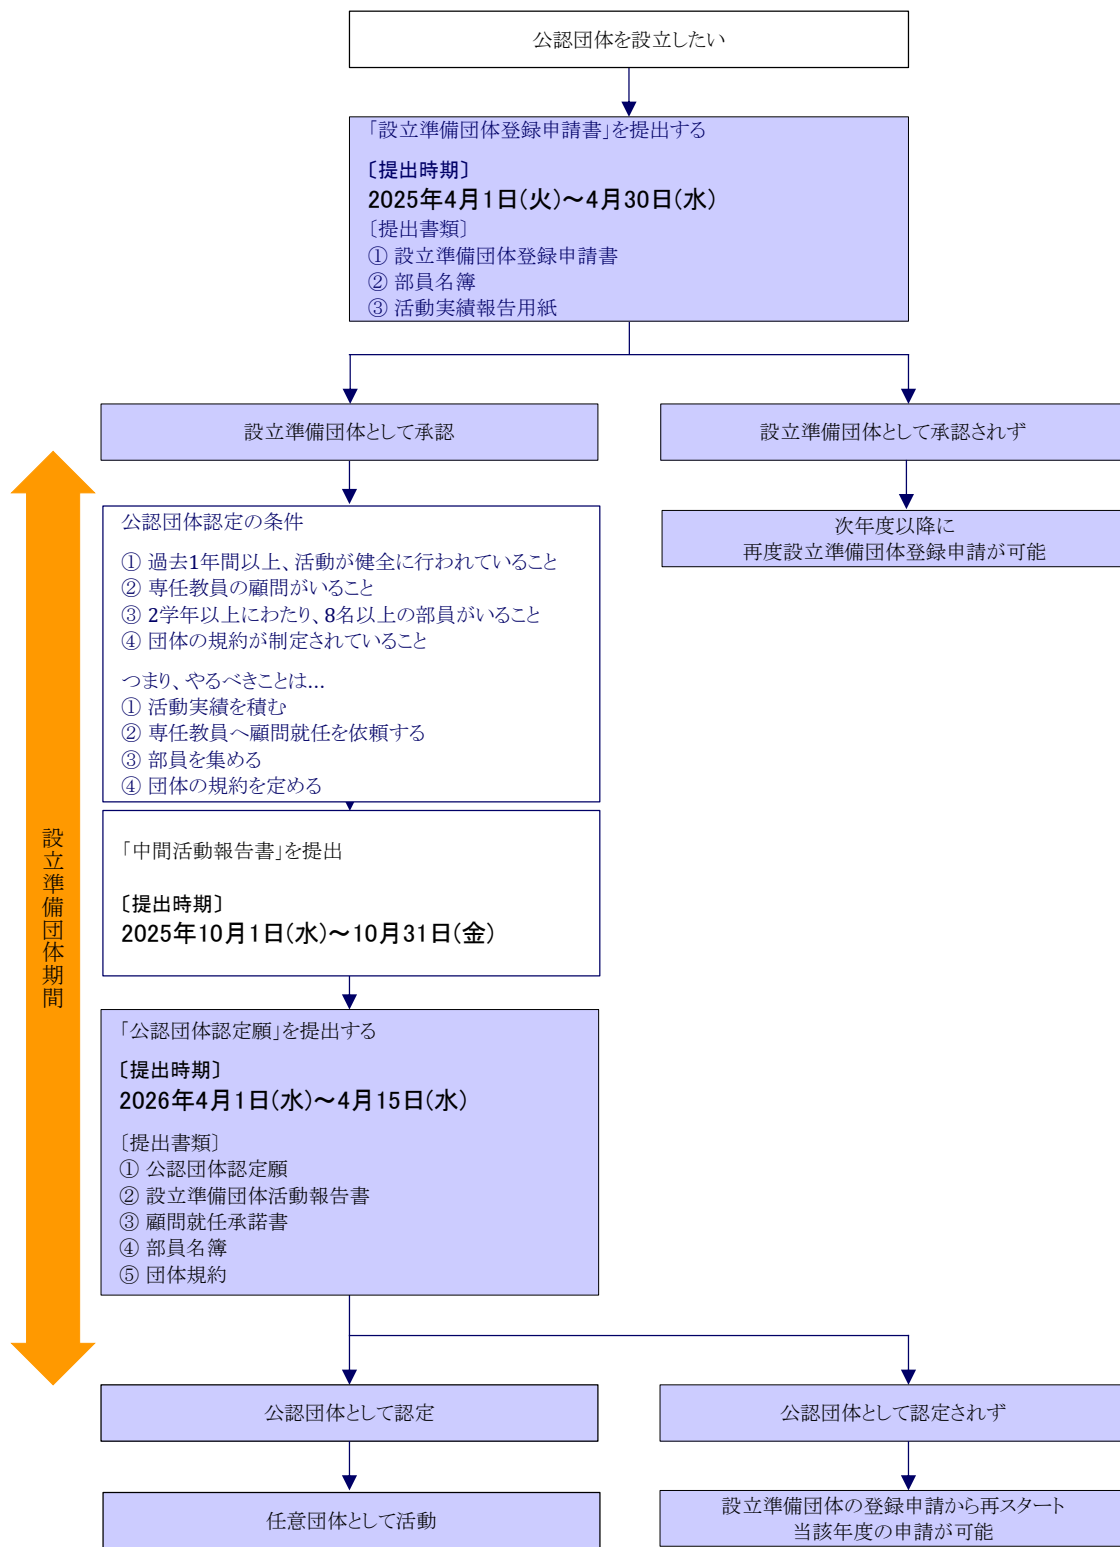 公認団体を設立したい
「設立準備団体登録申請書」を提出する
〔提出時期〕
2025年4月1日(火)～4月30日(水)
〔提出書類〕
① 設立準備団体登録申請書
② 部員名簿
③ 活動実績報告用紙
設立準備団体として承認
設立準備団体として承認されず
公認団体認定の条件
① 過去1年間以上、活動が健全に行われていること
② 専任教員の顧問がいること
③ 2学年以上にわたり、8名以上の部員がいること
④ 団体の規約が制定されていること
つまり、やるべきことは…
① 活動実績を積む
② 専任教員へ顧問就任を依頼する
③ 部員を集める
④ 団体の規約を定める
次年度以降に
再度設立準備団体登録申請が可能
設立準備団体期間
「中間活動報告書」を提出
〔提出時期〕
2025年10月1日(水)～10月31日(金)
「公認団体認定願」を提出する
〔提出時期〕
2026年4月1日(水)～4月15日(水)
〔提出書類〕
① 公認団体認定願
② 設立準備団体活動報告書
③ 顧問就任承諾書
④ 部員名簿
⑤ 団体規約
公認団体として認定
公認団体として認定されず
任意団体として活動
設立準備団体の登録申請から再スタート
当該年度の申請が可能